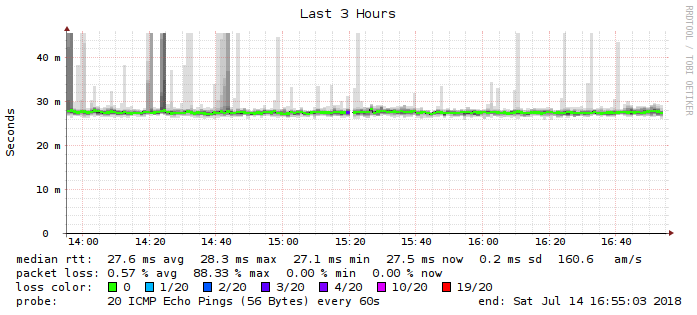 Last 3 Hours
RRDTOOL / TOBI OETIKER
Seconds
40 m
30 m
20 m
10 m
0
14:00 14:20 14:40 15:00 15:20 15:40 16:00 16:20 16:40
median rtt: 27.6 ms avg 28.3 ms max 27.1 ms min 27.5 ms now 0.2 ms sd 160.6 am/s
packet loss: 0.57 % avg 88.33 % max 0.00 % min 0.00 % now
loss color: 0 1/20 2/20 3/20 4/20 10/20 19/20
probe: 20 ICMP Echo Pings (56 Bytes) every 60s end: Sat Jul 14 16:55:03 2018